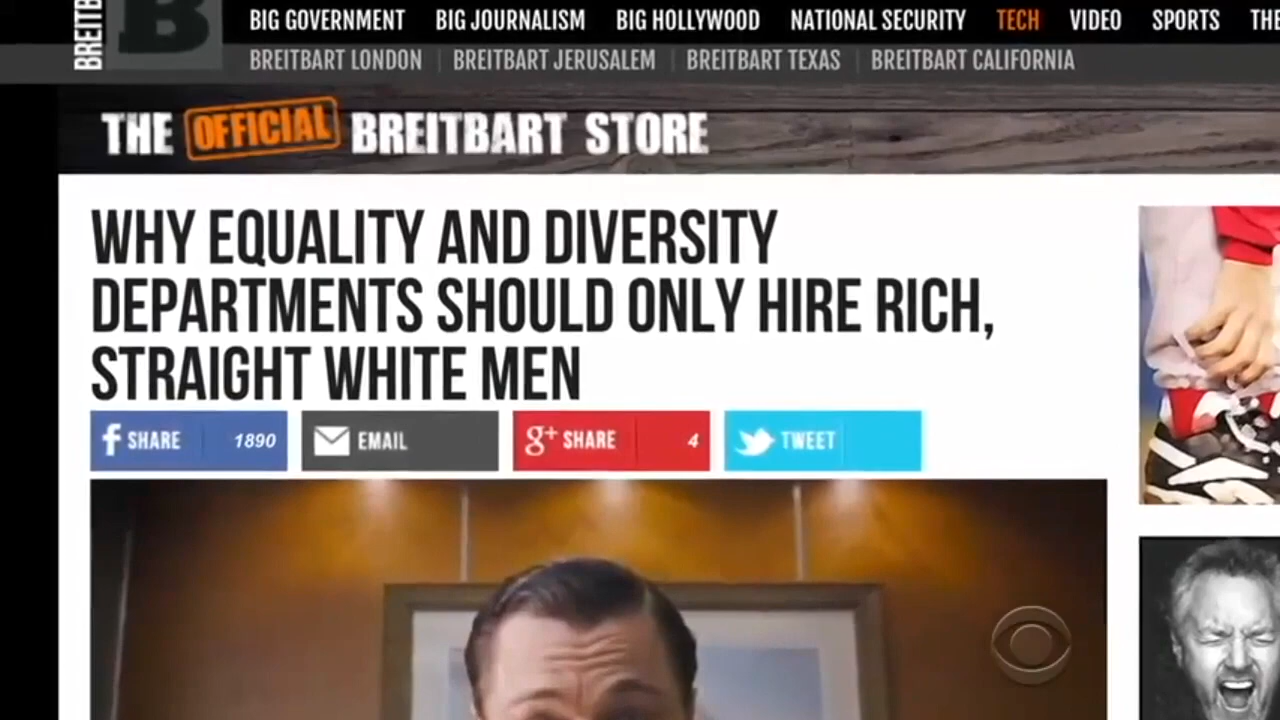 BREITB
B
BIG GOVERNMENT BIG JOURNALISM BIG HOLLYWOOD NATIONAL SECURITY TECH VIDEO SPORTS
BREITBART LONDON BREITBART JERUSALEM BREITBART TEXAS BREITBART CALIFORNIA
THE OFFICIAL BREITBART STORE
WHY EQUALITY AND DIVERSITY
DEPARTMENTS SHOULD ONLY HIRE RICH,
STRAIGHT WHITE MEN
f SHARE 1890 EMAIL g+ SHARE 4 TWEET